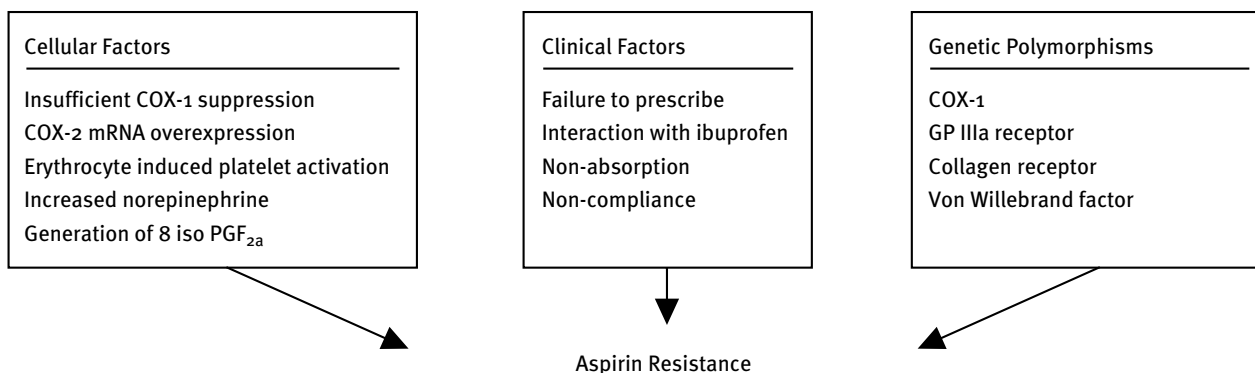 Cellular Factors
Insufficient COX-1 suppression
COX-2 mRNA overexpression
Erythrocyte induced platelet activation
Increased norepinephrine
Generation of 8 iso PGF2a
Clinical Factors
Failure to prescribe
Interaction with ibuprofen
Non-absorption
Non-compliance
Genetic Polymorphisms
COX-1
GP IIIa receptor
Collagen receptor
Von Willebrand factor
Aspirin Resistance